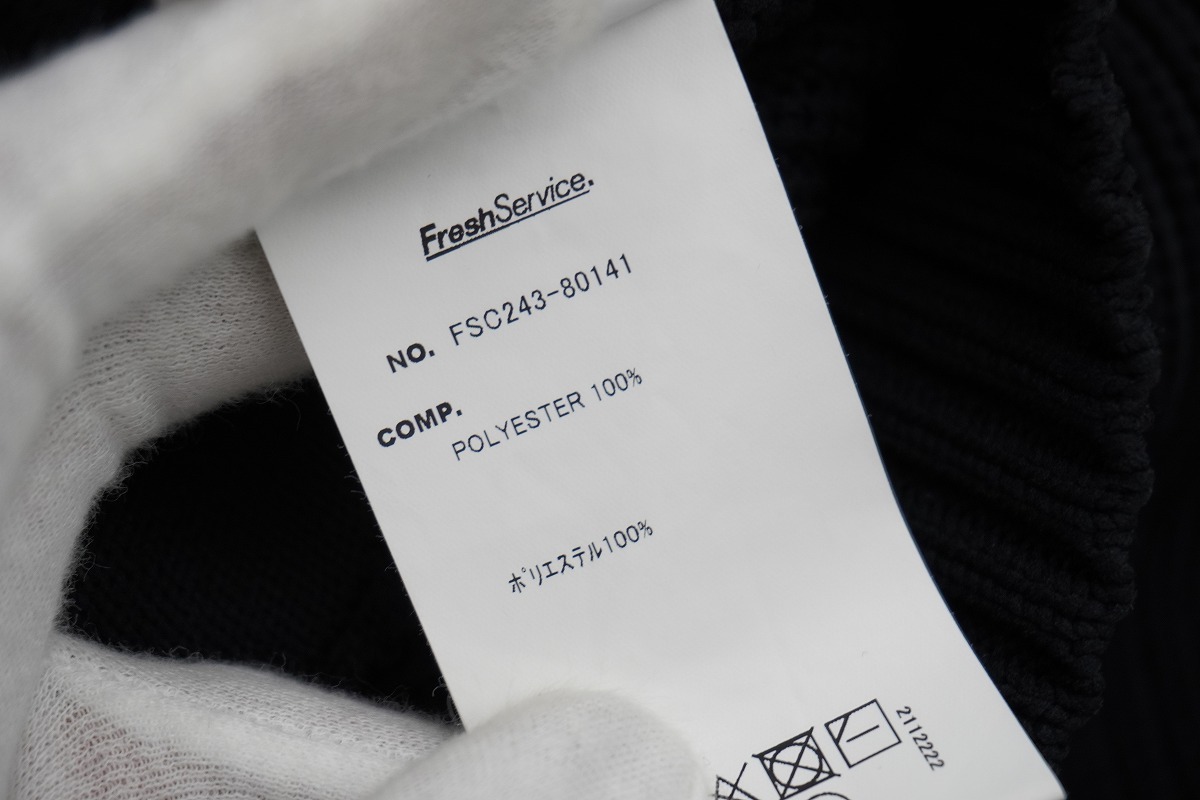 FreshService.
NO. FSC243-80141
COMP.
POLYESTER 100%
ポリエステル100%
2112222